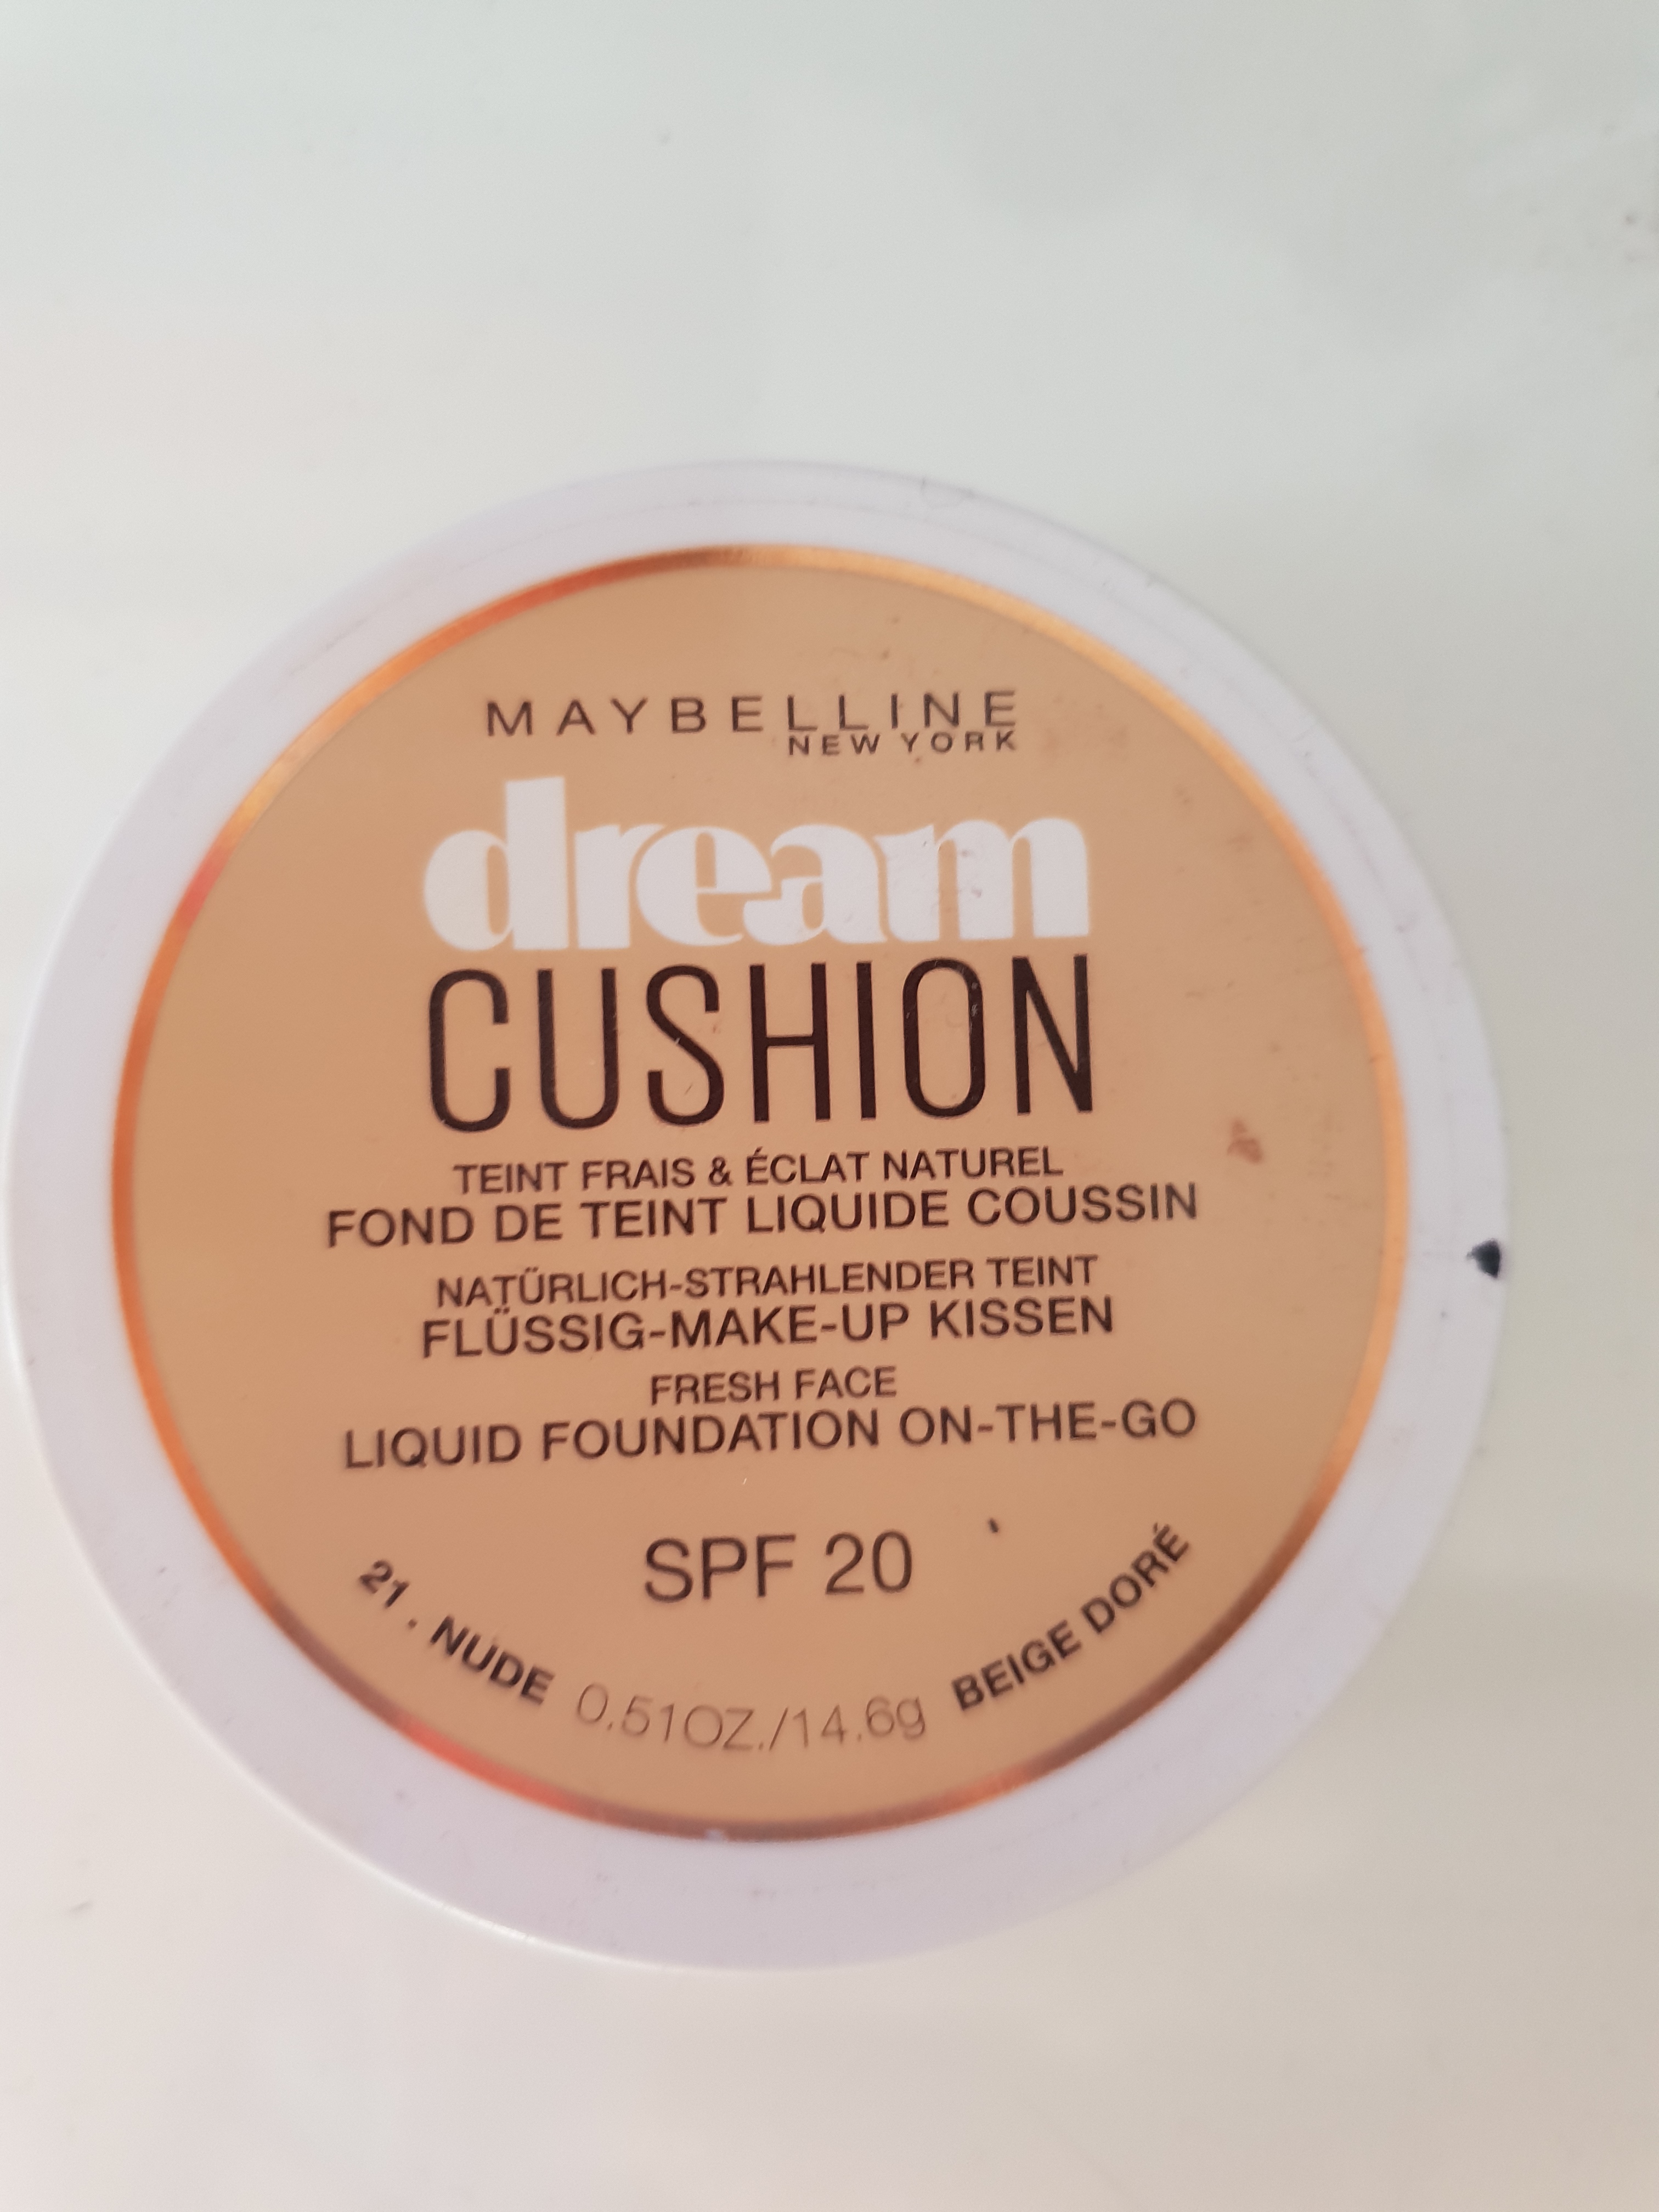 MAYBELLINE
NEW YORK
dream
CUSHION
TEINT FRAIS & ÉCLAT NATUREL
FOND DE TEINT LIQUIDE COUSSIN
NATÜRLICH-STRAHLENDER TEINT
FLÜSSIG-MAKE-UP KISSEN
FRESH FACE
LIQUID FOUNDATION ON-THE-GO
SPF 20
21 . NUDE 0.51OZ./14.6g BEIGE DORÉ